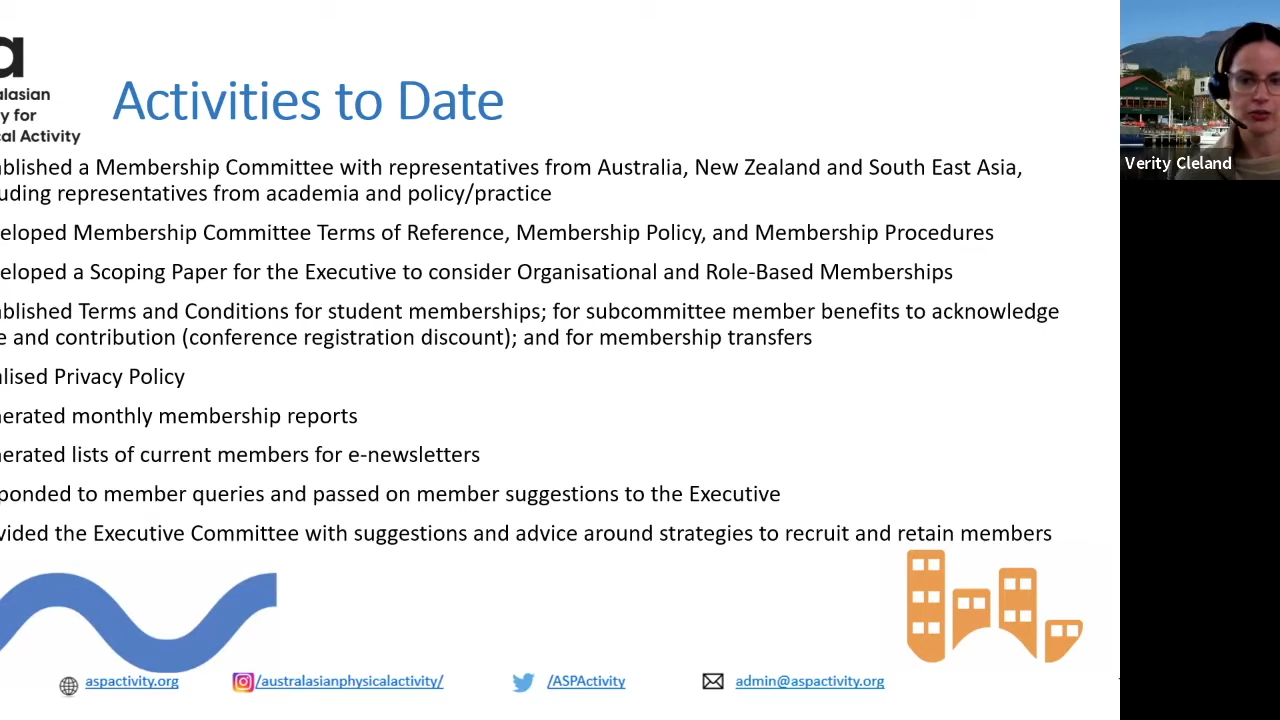 a
alasian
y for
cal Activity
Activities to Date
ablished a Membership Committee with representatives from Australia, New Zealand and South East Asia,
uding representatives from academia and policy/practice
eloped Membership Committee Terms of Reference, Membership Policy, and Membership Procedures
eloped a Scoping Paper for the Executive to consider Organisational and Role-Based Memberships
ablished Terms and Conditions for student memberships; for subcommittee member benefits to acknowledge
e and contribution (conference registration discount); and for membership transfers
alised Privacy Policy
nerated monthly membership reports
nerated lists of current members for e-newsletters
ponded to member queries and passed on member suggestions to the Executive
vided the Executive Committee with suggestions and advice around strategies to recruit and retain members
aspactivity.org
/australasianphysicalactivity/
/ASPActivity
admin@aspactivity.org
Verity Cleland